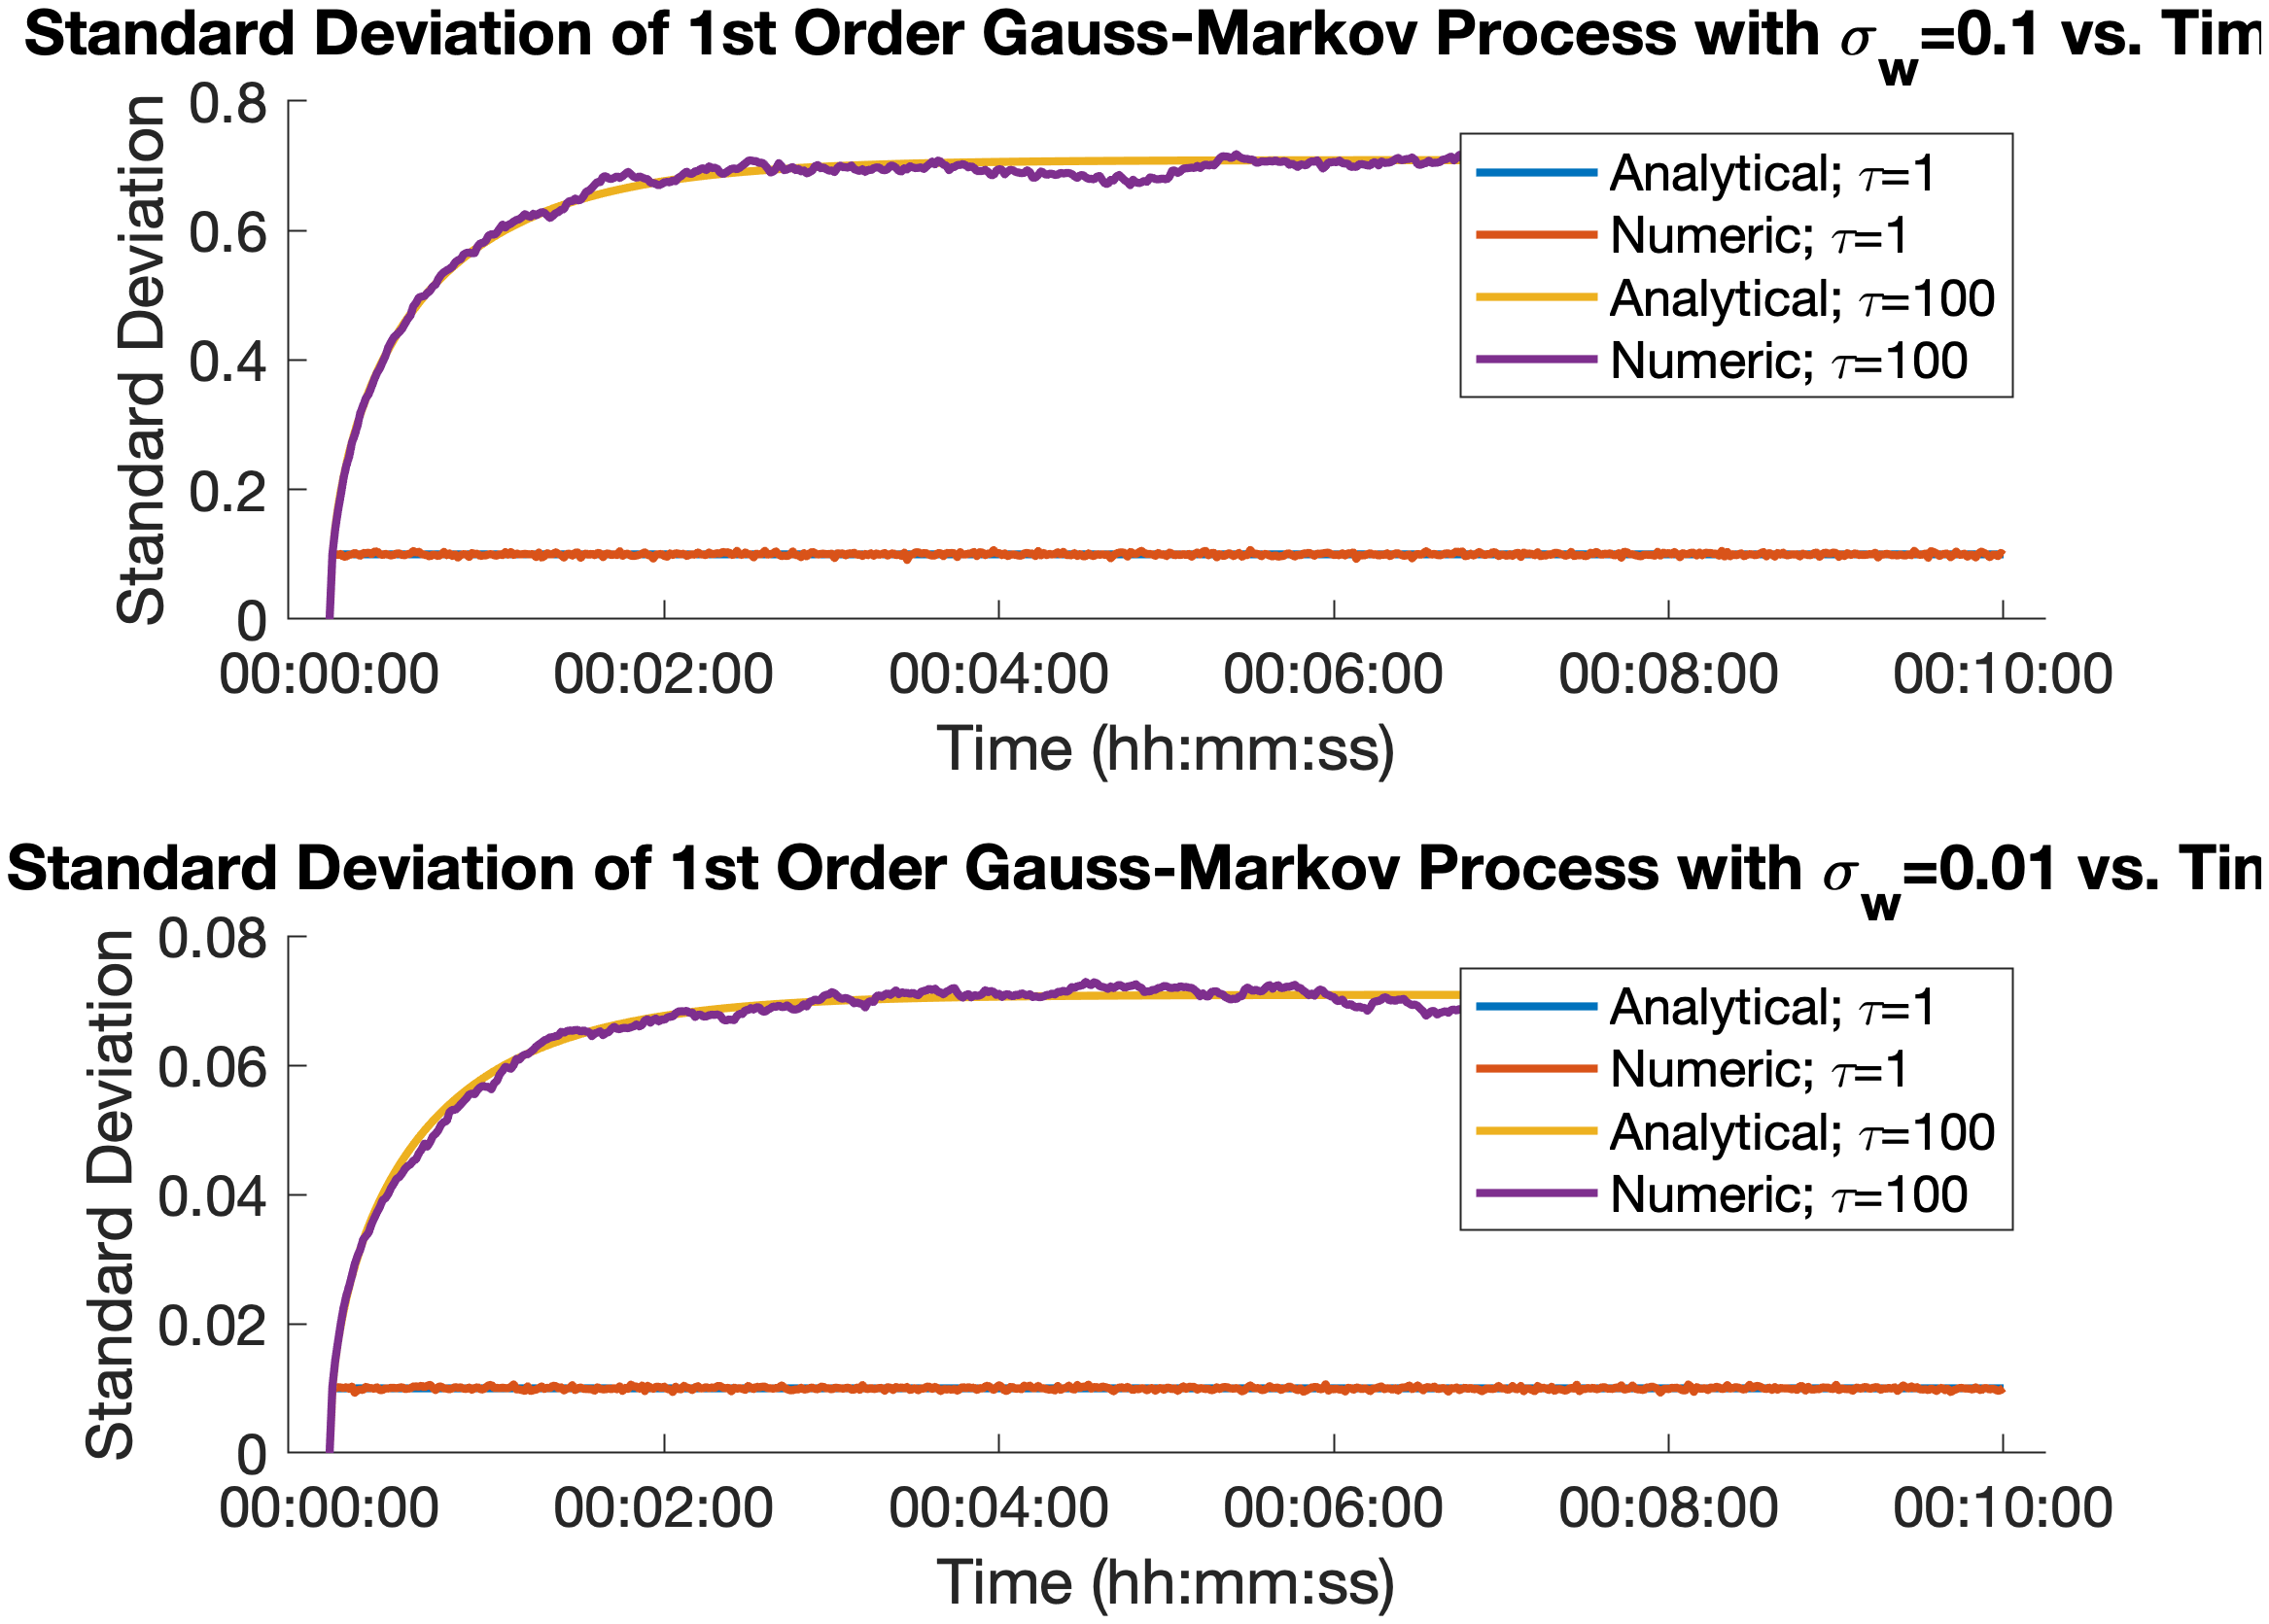 Standard Deviation of 1st Order Gauss-Markov Process with σw=0.1 vs. Tim
Standard Deviation
0.8
0.6
0.4
0.2
0
Analytical; τ=1
Numeric; τ=1
Analytical; τ=100
Numeric; τ=100
00:00:00 00:02:00 00:04:00 00:06:00 00:08:00 00:10:00
Time (hh:mm:ss)
Standard Deviation of 1st Order Gauss-Markov Process with σw=0.01 vs. Tim
Standard Deviation
0.08
0.06
0.04
0.02
0
Analytical; τ=1
Numeric; τ=1
Analytical; τ=100
Numeric; τ=100
00:00:00 00:02:00 00:04:00 00:06:00 00:08:00 00:10:00
Time (hh:mm:ss)